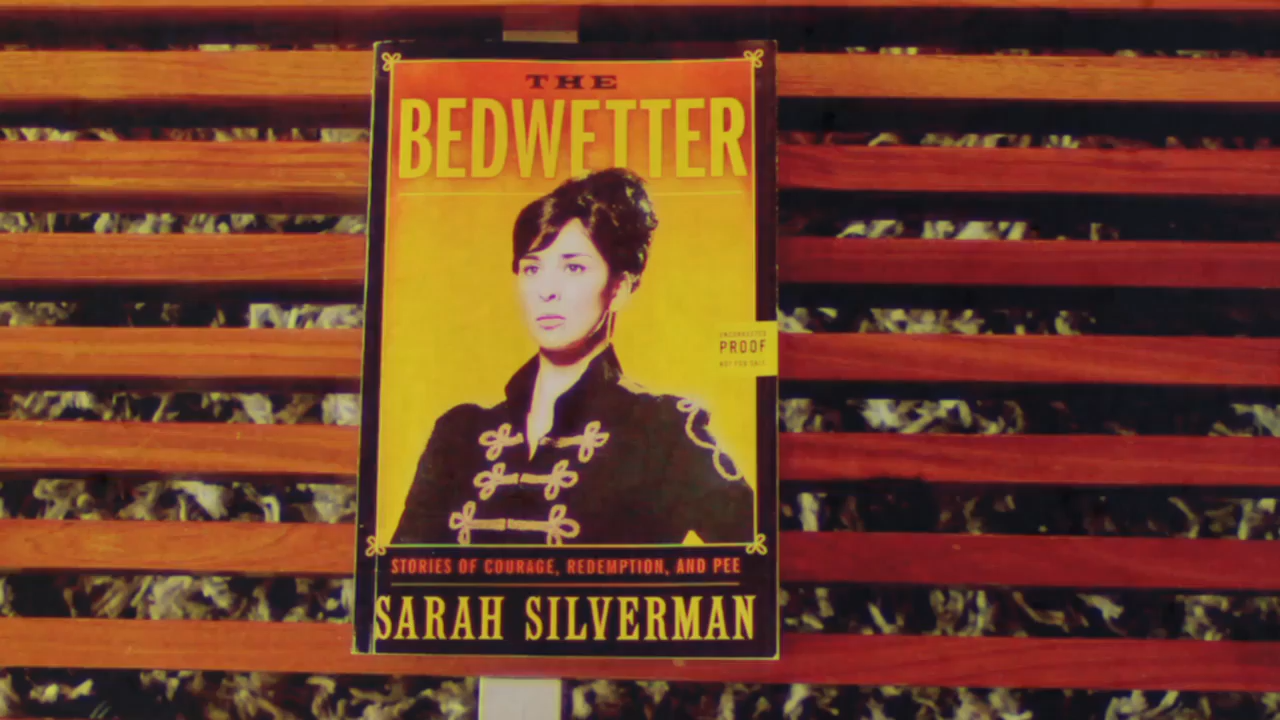 THE
BEDWETTER
UNCORRECTED
PROOF
NOT FOR SALE
STORIES OF COURAGE, REDEMPTION, AND PEE
SARAH SILVERMAN